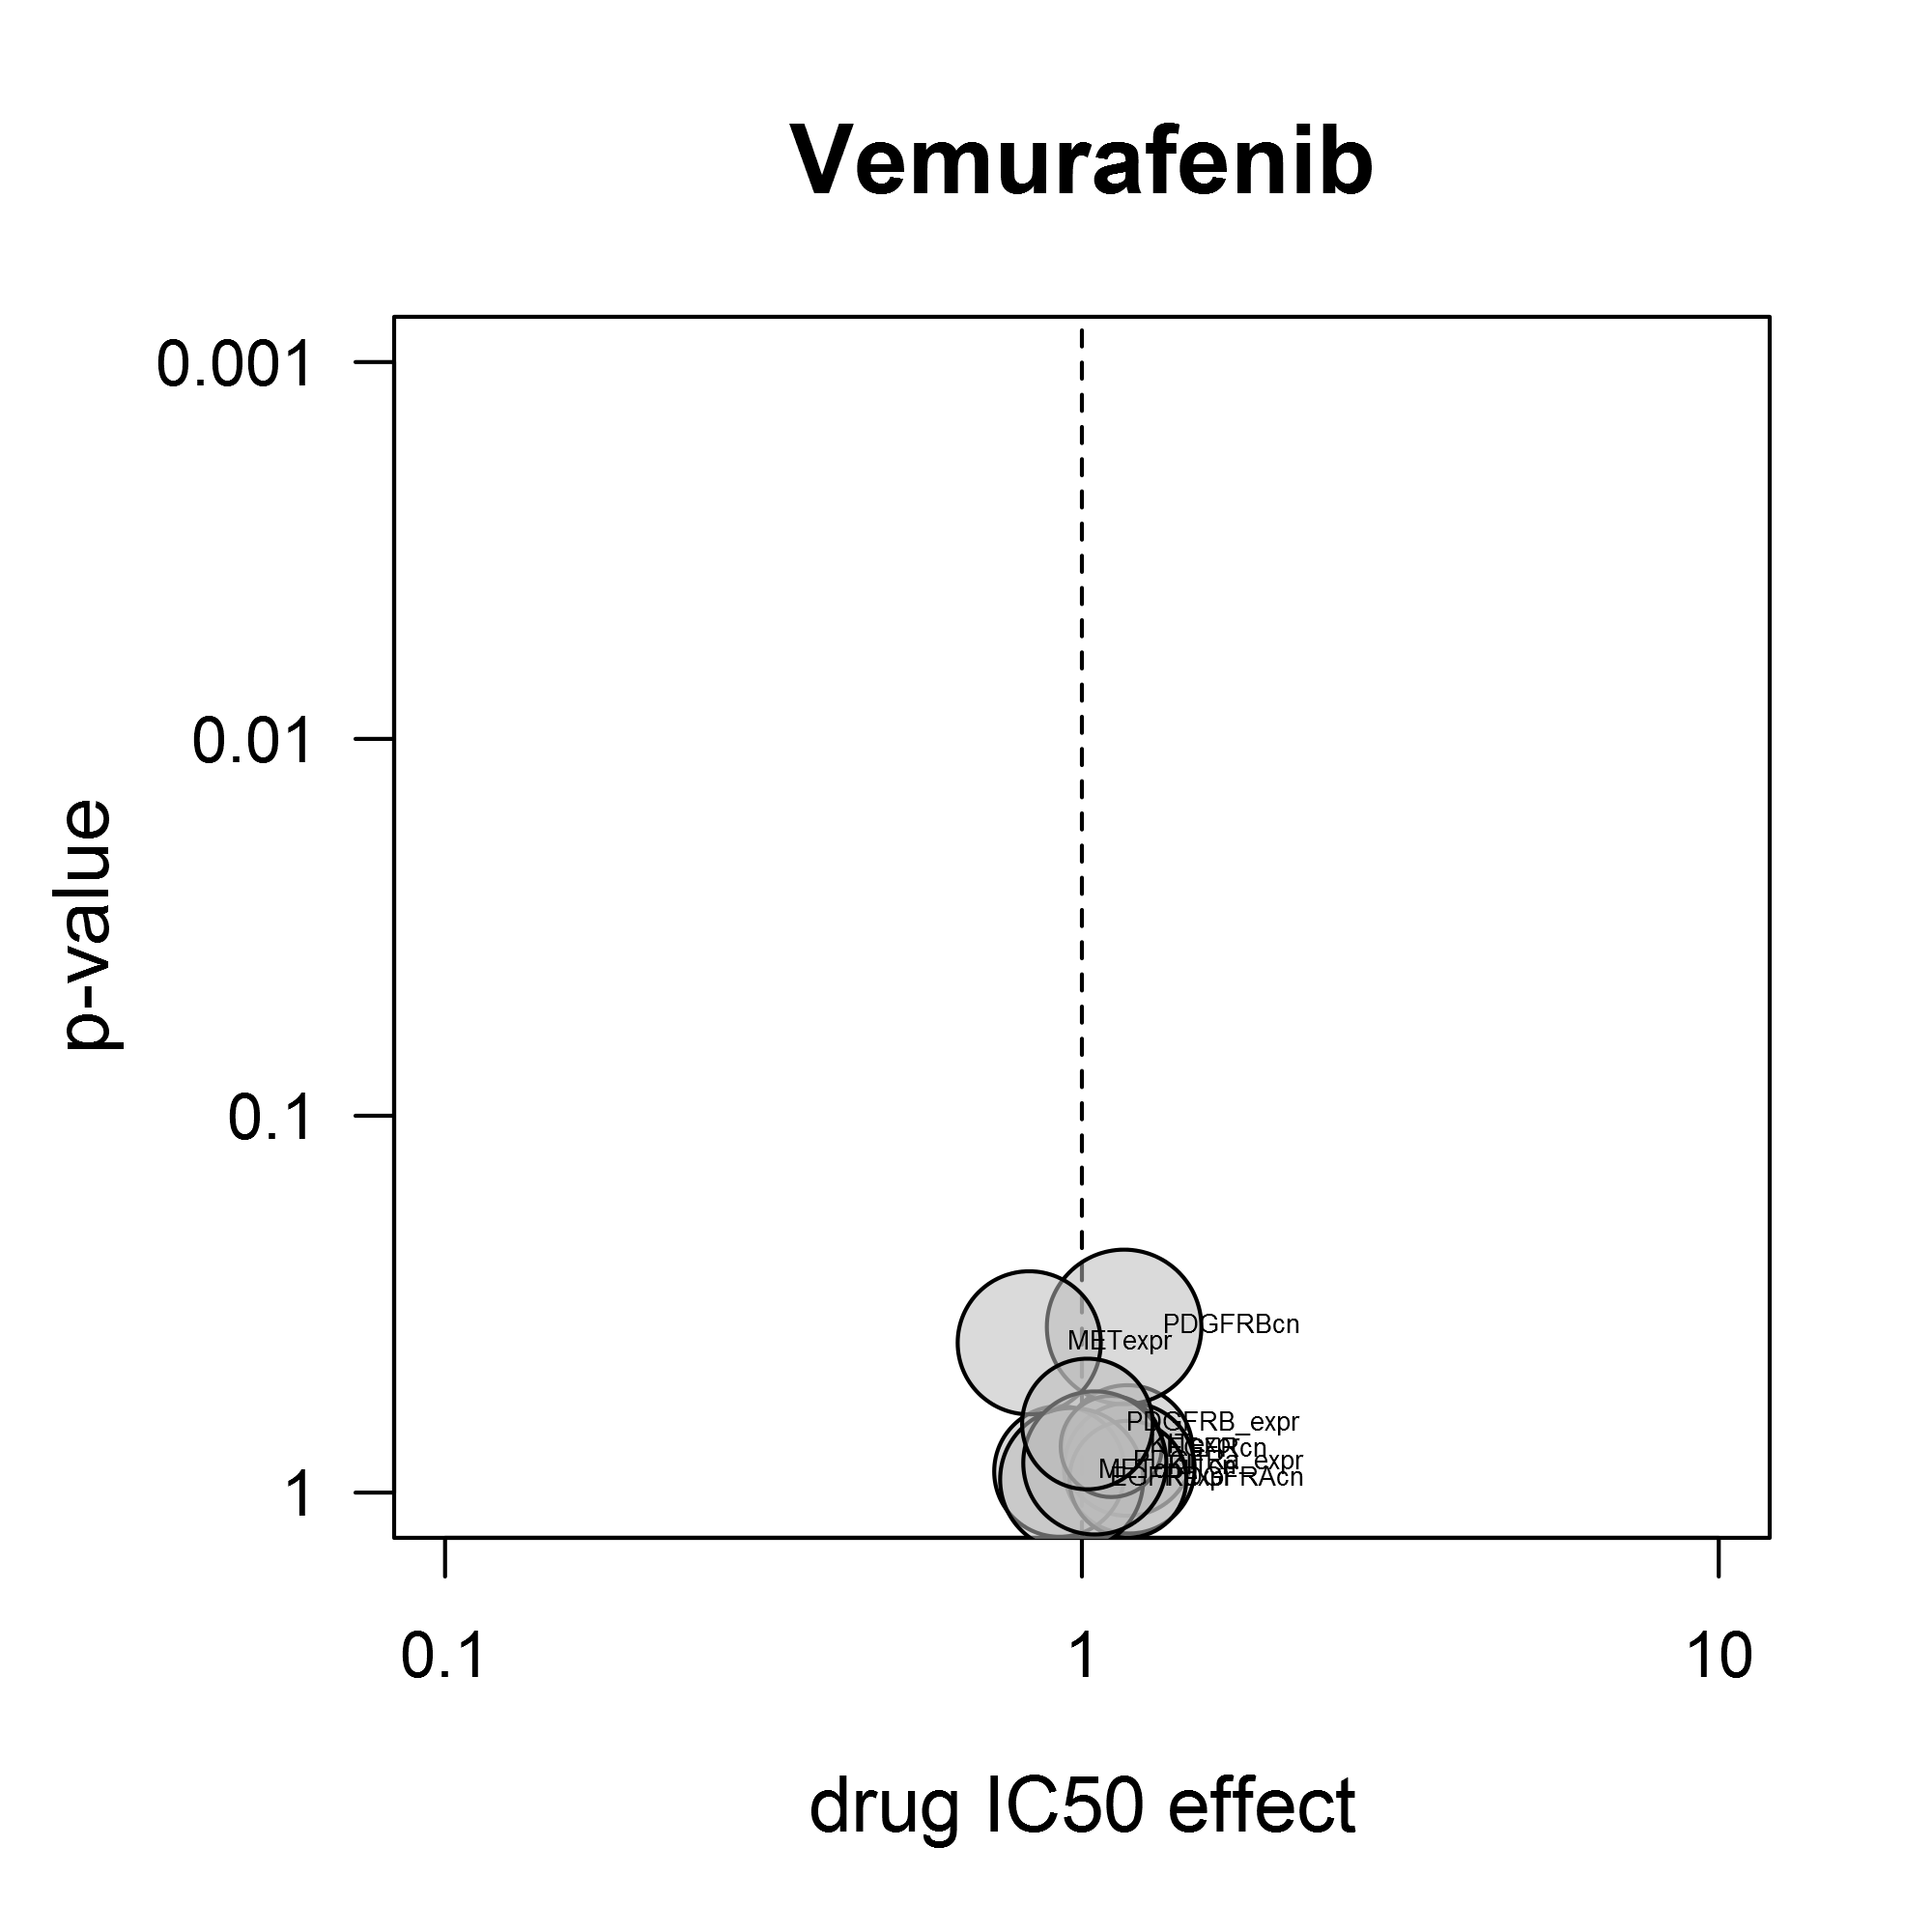 Vemurafenib
0.001
0.01
0.1
1
p-value
PDGFRBcn
METexpr
PDGFRB_expr
EGFRexpr
PDGFRAcn
0.1
1
10
drug IC50 effect